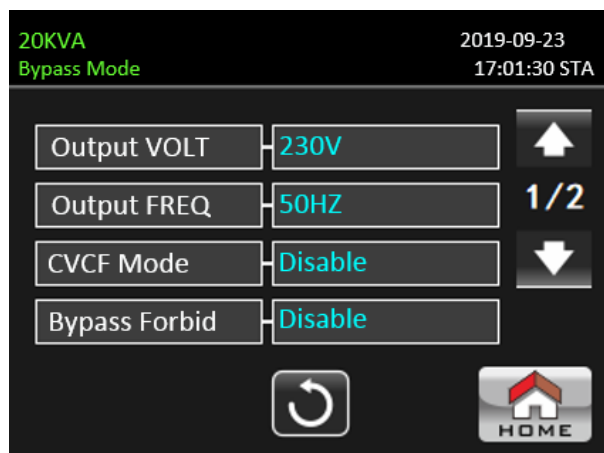 20KVA 2019-09-23
Bypass Mode 17:01:30 STA
Output VOLT 230V
Output FREQ 50HZ
1/2
CVCF Mode Disable
Bypass Forbid Disable
HOME